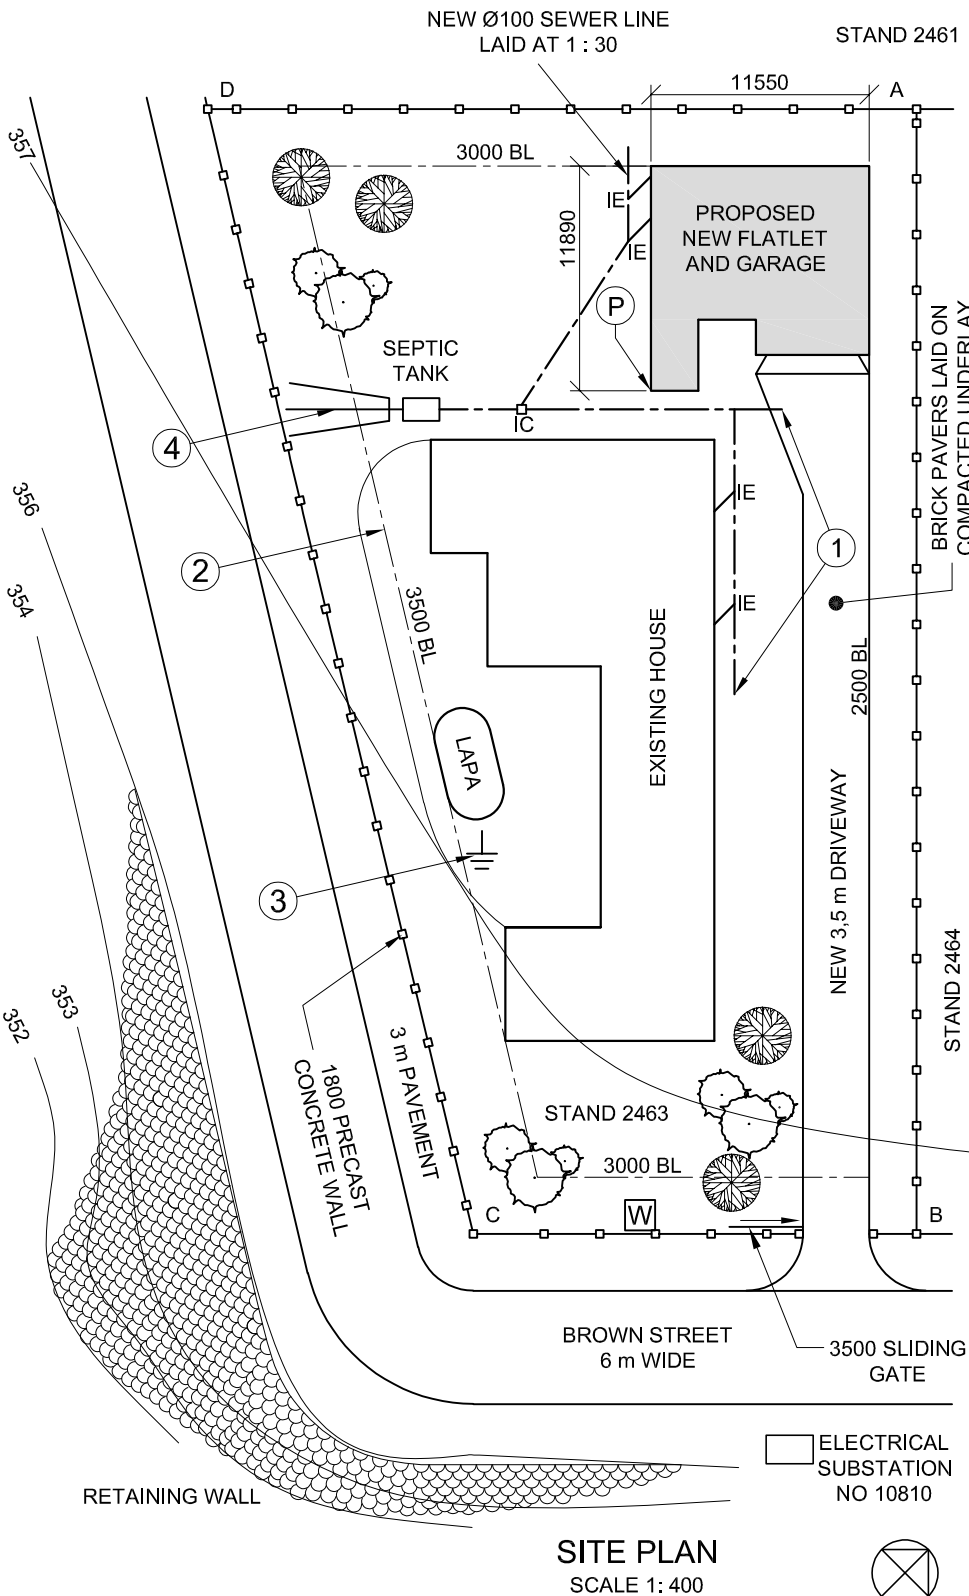 NEW Ø100 SEWER LINE
LAID AT 1 : 30
STAND 2461
D
11550
A
357
3000 BL
IE
PROPOSED
NEW FLATLET
AND GARAGE
IE
11890
P
BRICK PAVERS LAID ON
COMPACTED UNDERLAY
SEPTIC
TANK
4
IC
356
IE
1
2
354
3500 BL
IE
EXISTING HOUSE
2500 BL
LAPA
NEW 3,5 m DRIVEWAY
3
STAND 2464
353
352
3 m PAVEMENT
1800 PRECAST
CONCRETE WALL
STAND 2463
3000 BL
C
W
B
BROWN STREET
6 m WIDE
3500 SLIDING
GATE
ELECTRICAL
SUBSTATION
NO 10810
RETAINING WALL
SITE PLAN
SCALE 1: 400